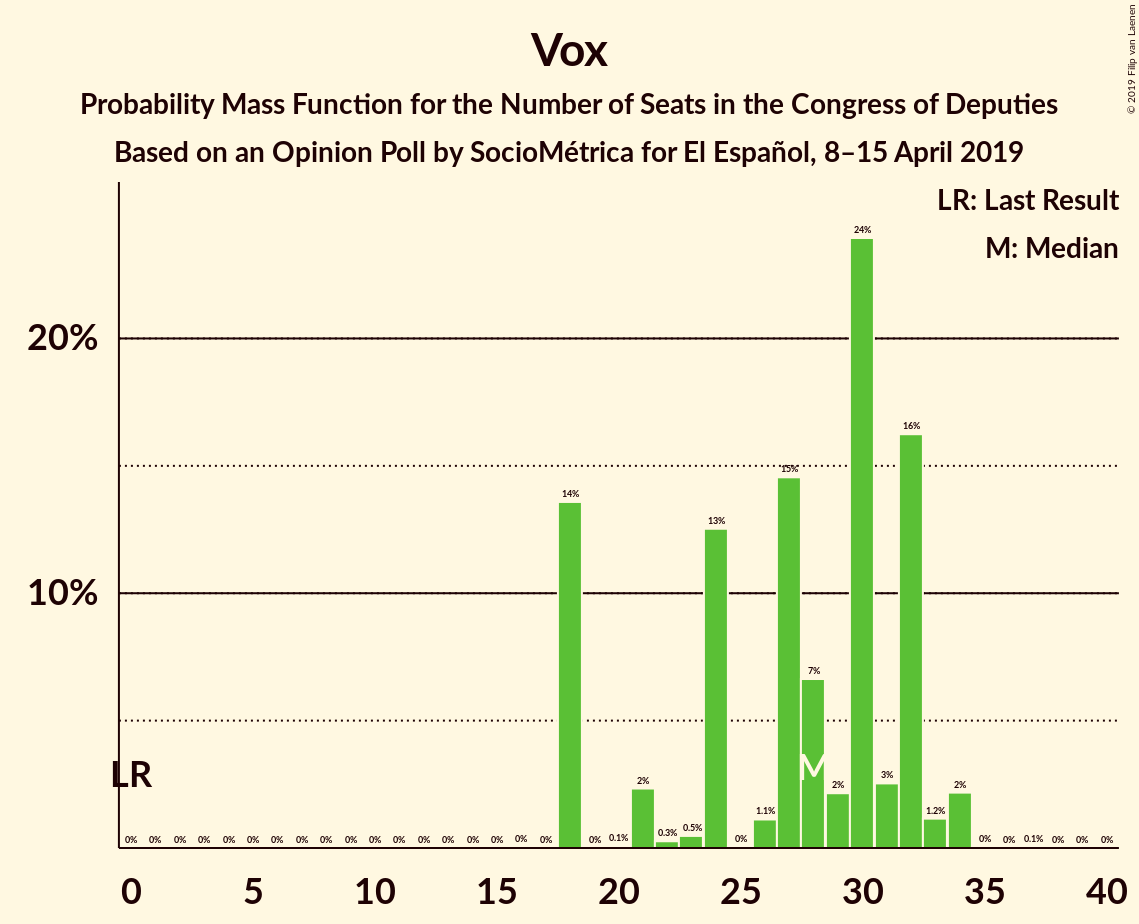 Vox
Probability Mass Function for the Number of Seats in the Congress of Deputies
Based on an Opinion Poll by SocioMétrica for El Español, 8–15 April 2019
© 2019 Filip van Laenen
LR: Last Result
M: Median
24%
20%
16%
15%
14%
13%
10%
7%
M
LR
2%
0.3%
0.5%
1.1%
2%
3%
1.2%
2%
0% 0% 0% 0% 0% 0% 0% 0% 0% 0% 0% 0% 0% 0% 0% 0% 0% 0% 0% 0.1% 0% 0% 0% 0.1% 0% 0% 0%
0 5 10 15 20 25 30 35 40